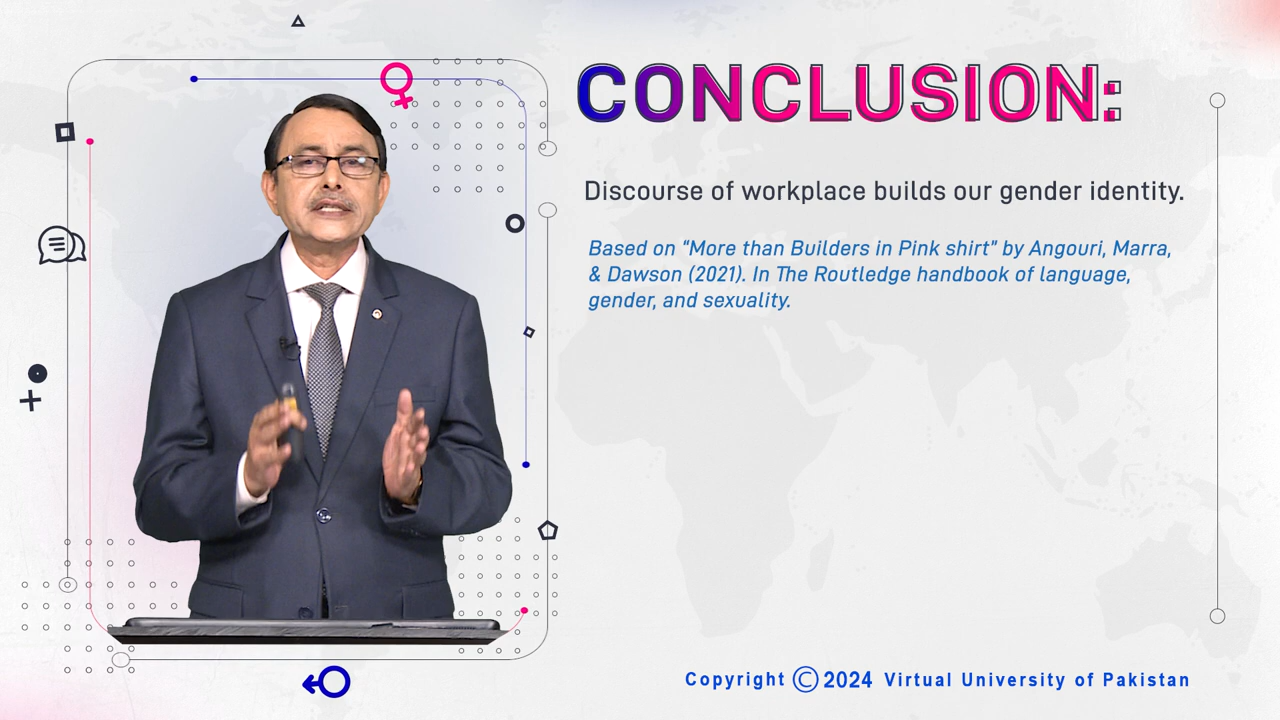 CONCLUSION:
Discourse of workplace builds our gender identity.
Based on “More than Builders in Pink shirt” by Angouri, Marra,
& Dawson (2021). In The Routledge handbook of language,
gender, and sexuality.
Copyright © 2024 Virtual University of Pakistan